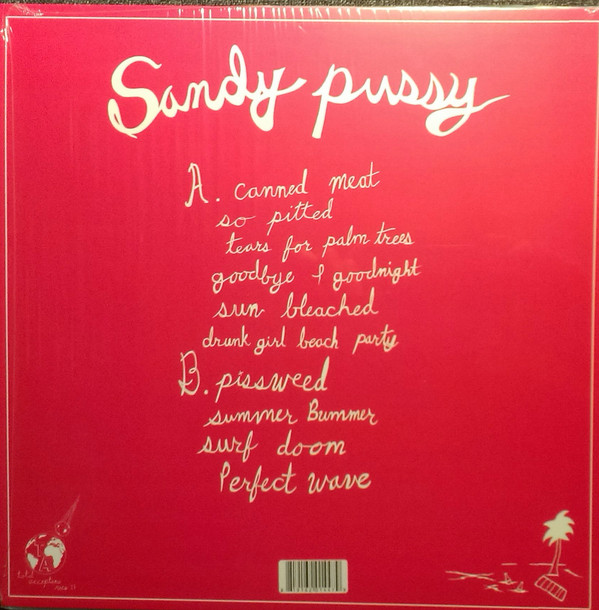 Sandy pussy
A. canned meat
so pitted
tears for palm trees
goodbye & goodnight
sun bleached
drunk girl beach party
B. pissweed
summer Bummer
surf doom
Perfect wave
T A